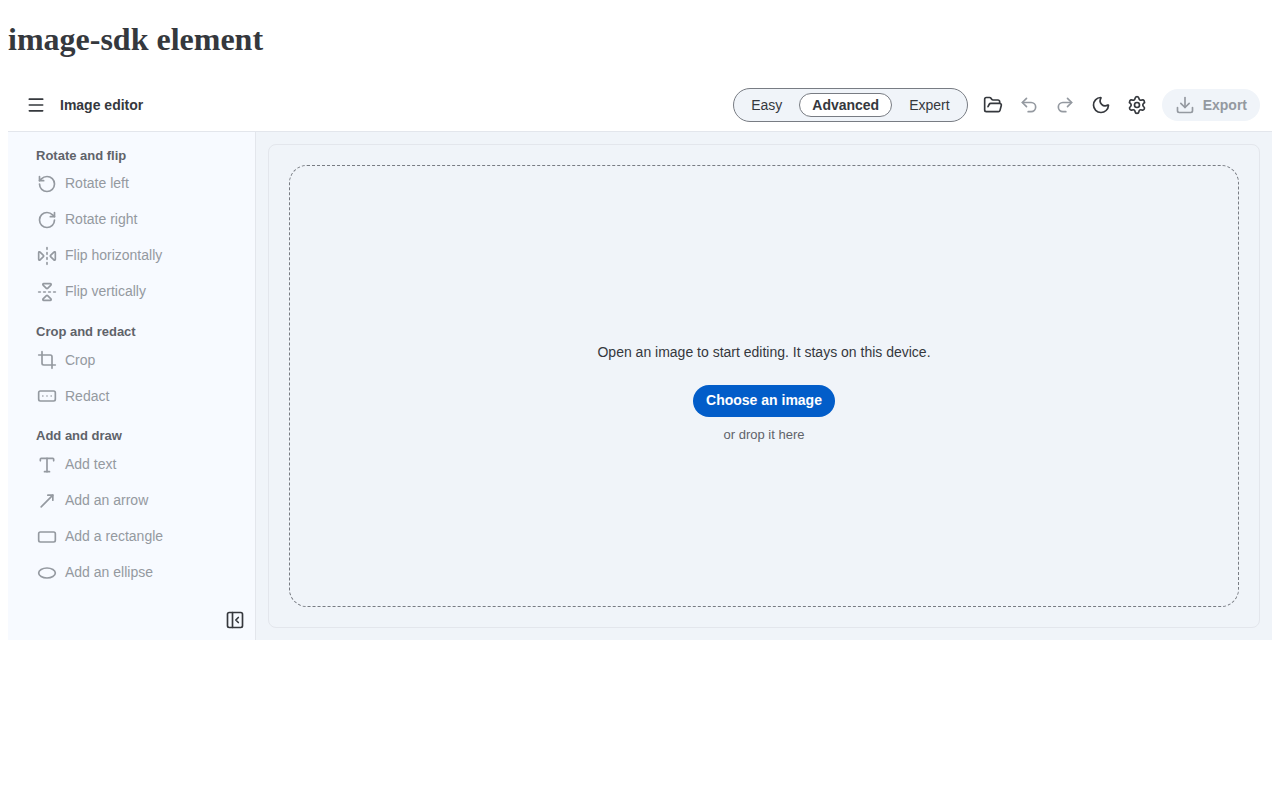 image-sdk element
Image editor
Easy
Advanced
Expert
Export
Rotate and flip
Rotate left
Rotate right
Flip horizontally
Flip vertically
Crop and redact
Crop
Redact
Add and draw
Add text
Add an arrow
Add a rectangle
Add an ellipse
Open an image to start editing. It stays on this device.
Choose an image
or drop it here